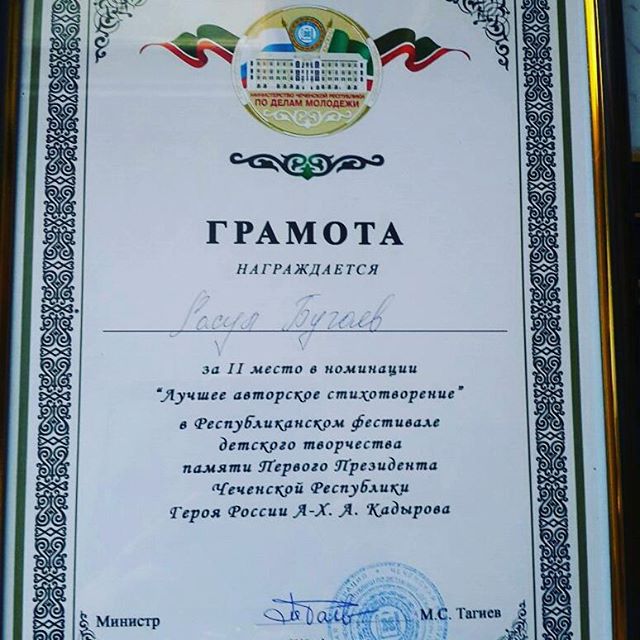 МИНИСТЕРСТВО ЧЕЧЕНСКОЙ РЕСПУБЛИКИ
ПО ДЕЛАМ МОЛОДЕЖИ
ГРАМОТА
НАГРАЖДАЕТСЯ
Расул Бугаев
за II место в номинации
“Лучшее авторское стихотворение”
в Республиканском фестивале
детского творчества
памяти Первого Президента
Чеченской Республики
Героя России А-Х. А. Кадырова
Министр М.С. Тагиев